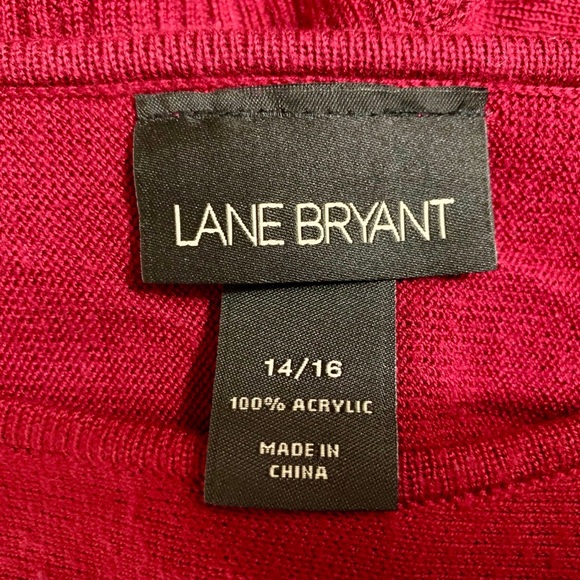 LANE BRYANT
14/16
100% ACRYLIC
MADE IN
CHINA